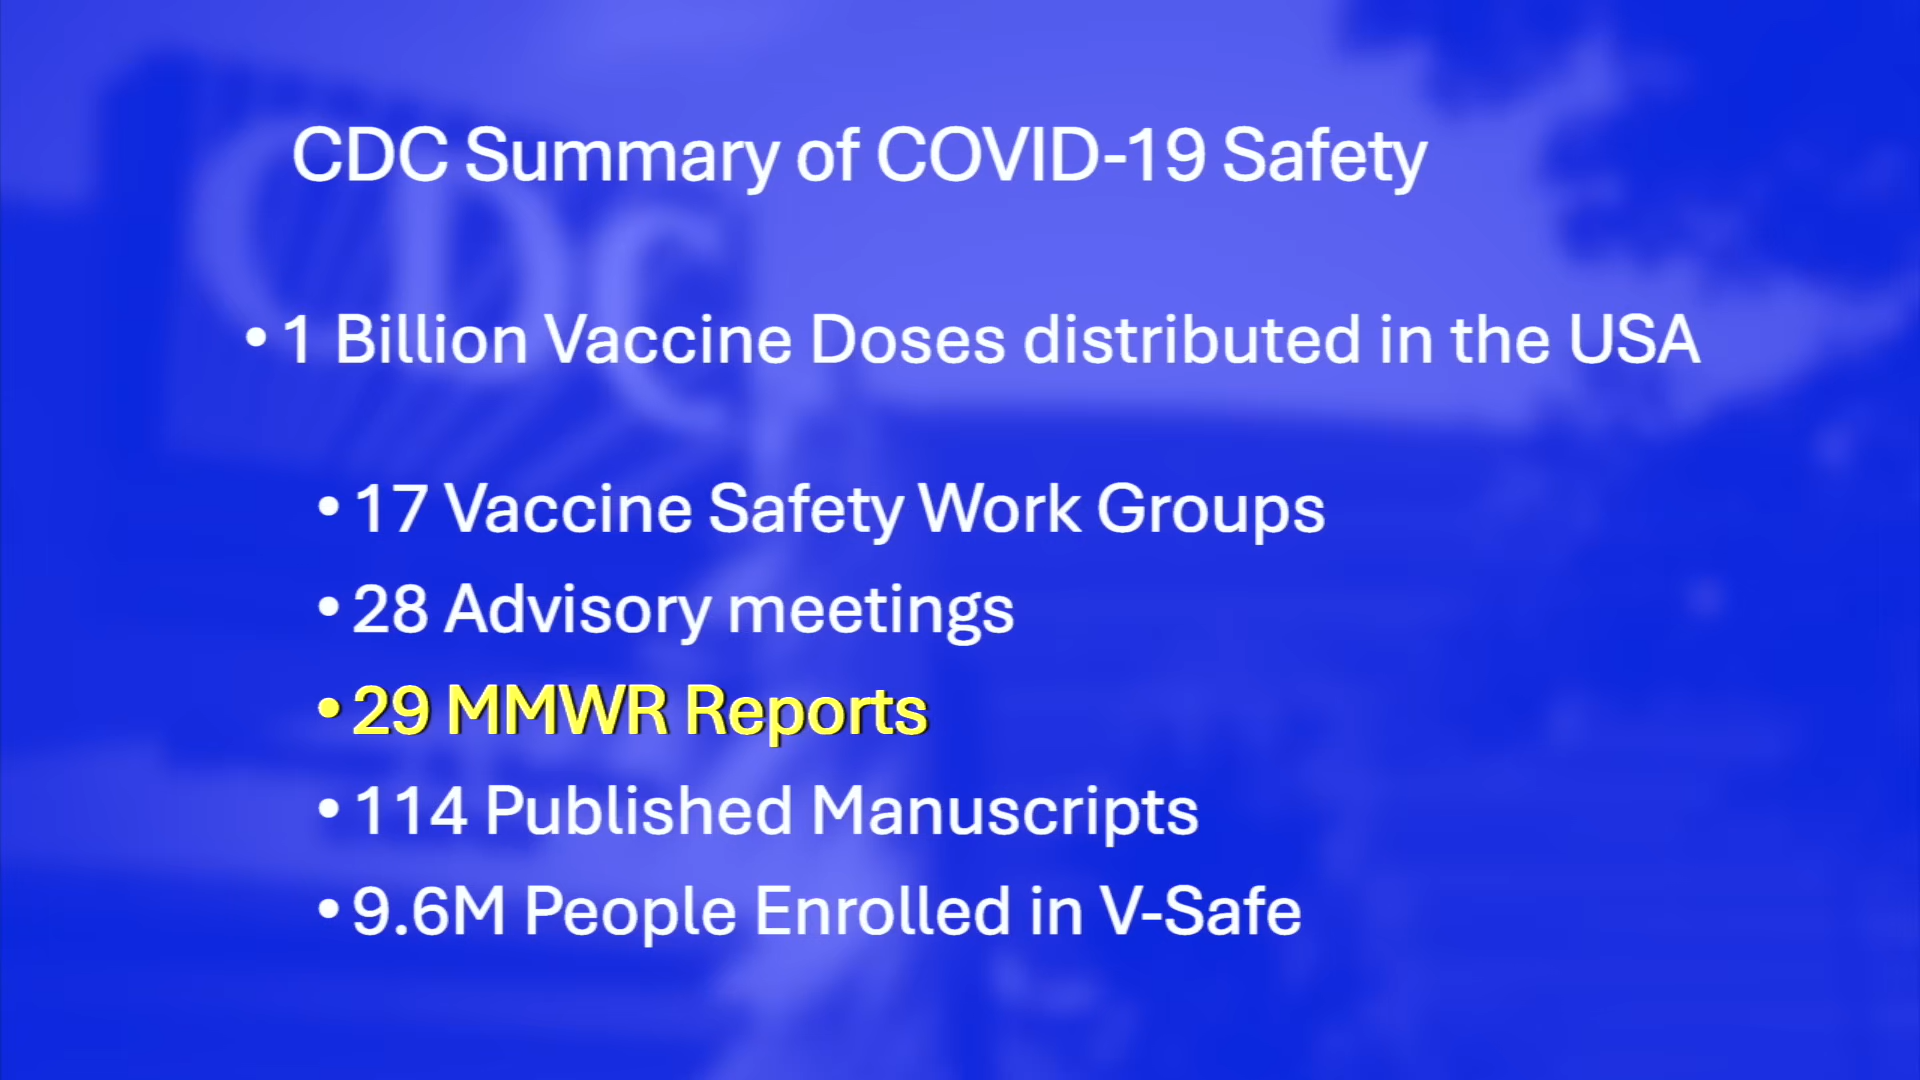 CDC Summary of COVID-19 Safety
CDC
• 1 Billion Vaccine Doses distributed in the USA
• 17 Vaccine Safety Work Groups
• 28 Advisory meetings
• 29 MMWR Reports
• 114 Published Manuscripts
• 9.6M People Enrolled in V-Safe